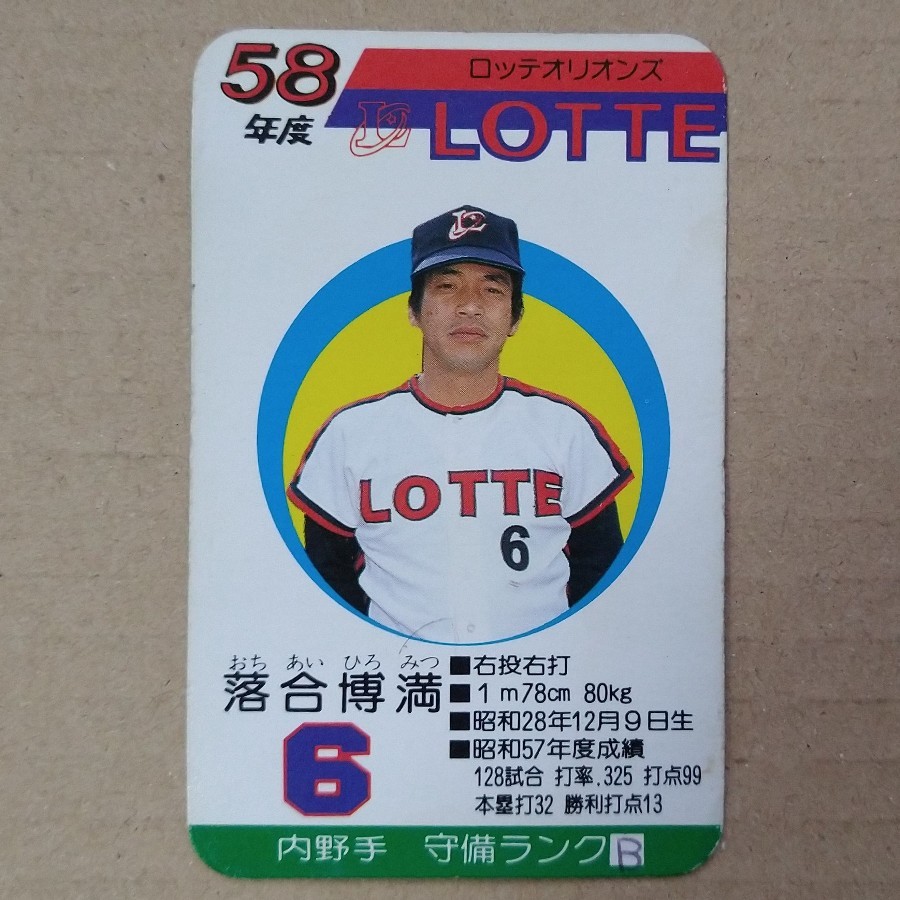 58
年度
ロッテオリオンズ
LOTTE
LOTTE
6
おち あい ひろ みつ
落合博満
6
■右投右打
■1m78cm 80kg
■昭和28年12月9日生
■昭和57年度成績
128試合 打率.325 打点99
本塁打32 勝利打点13
内野手 守備ランクB